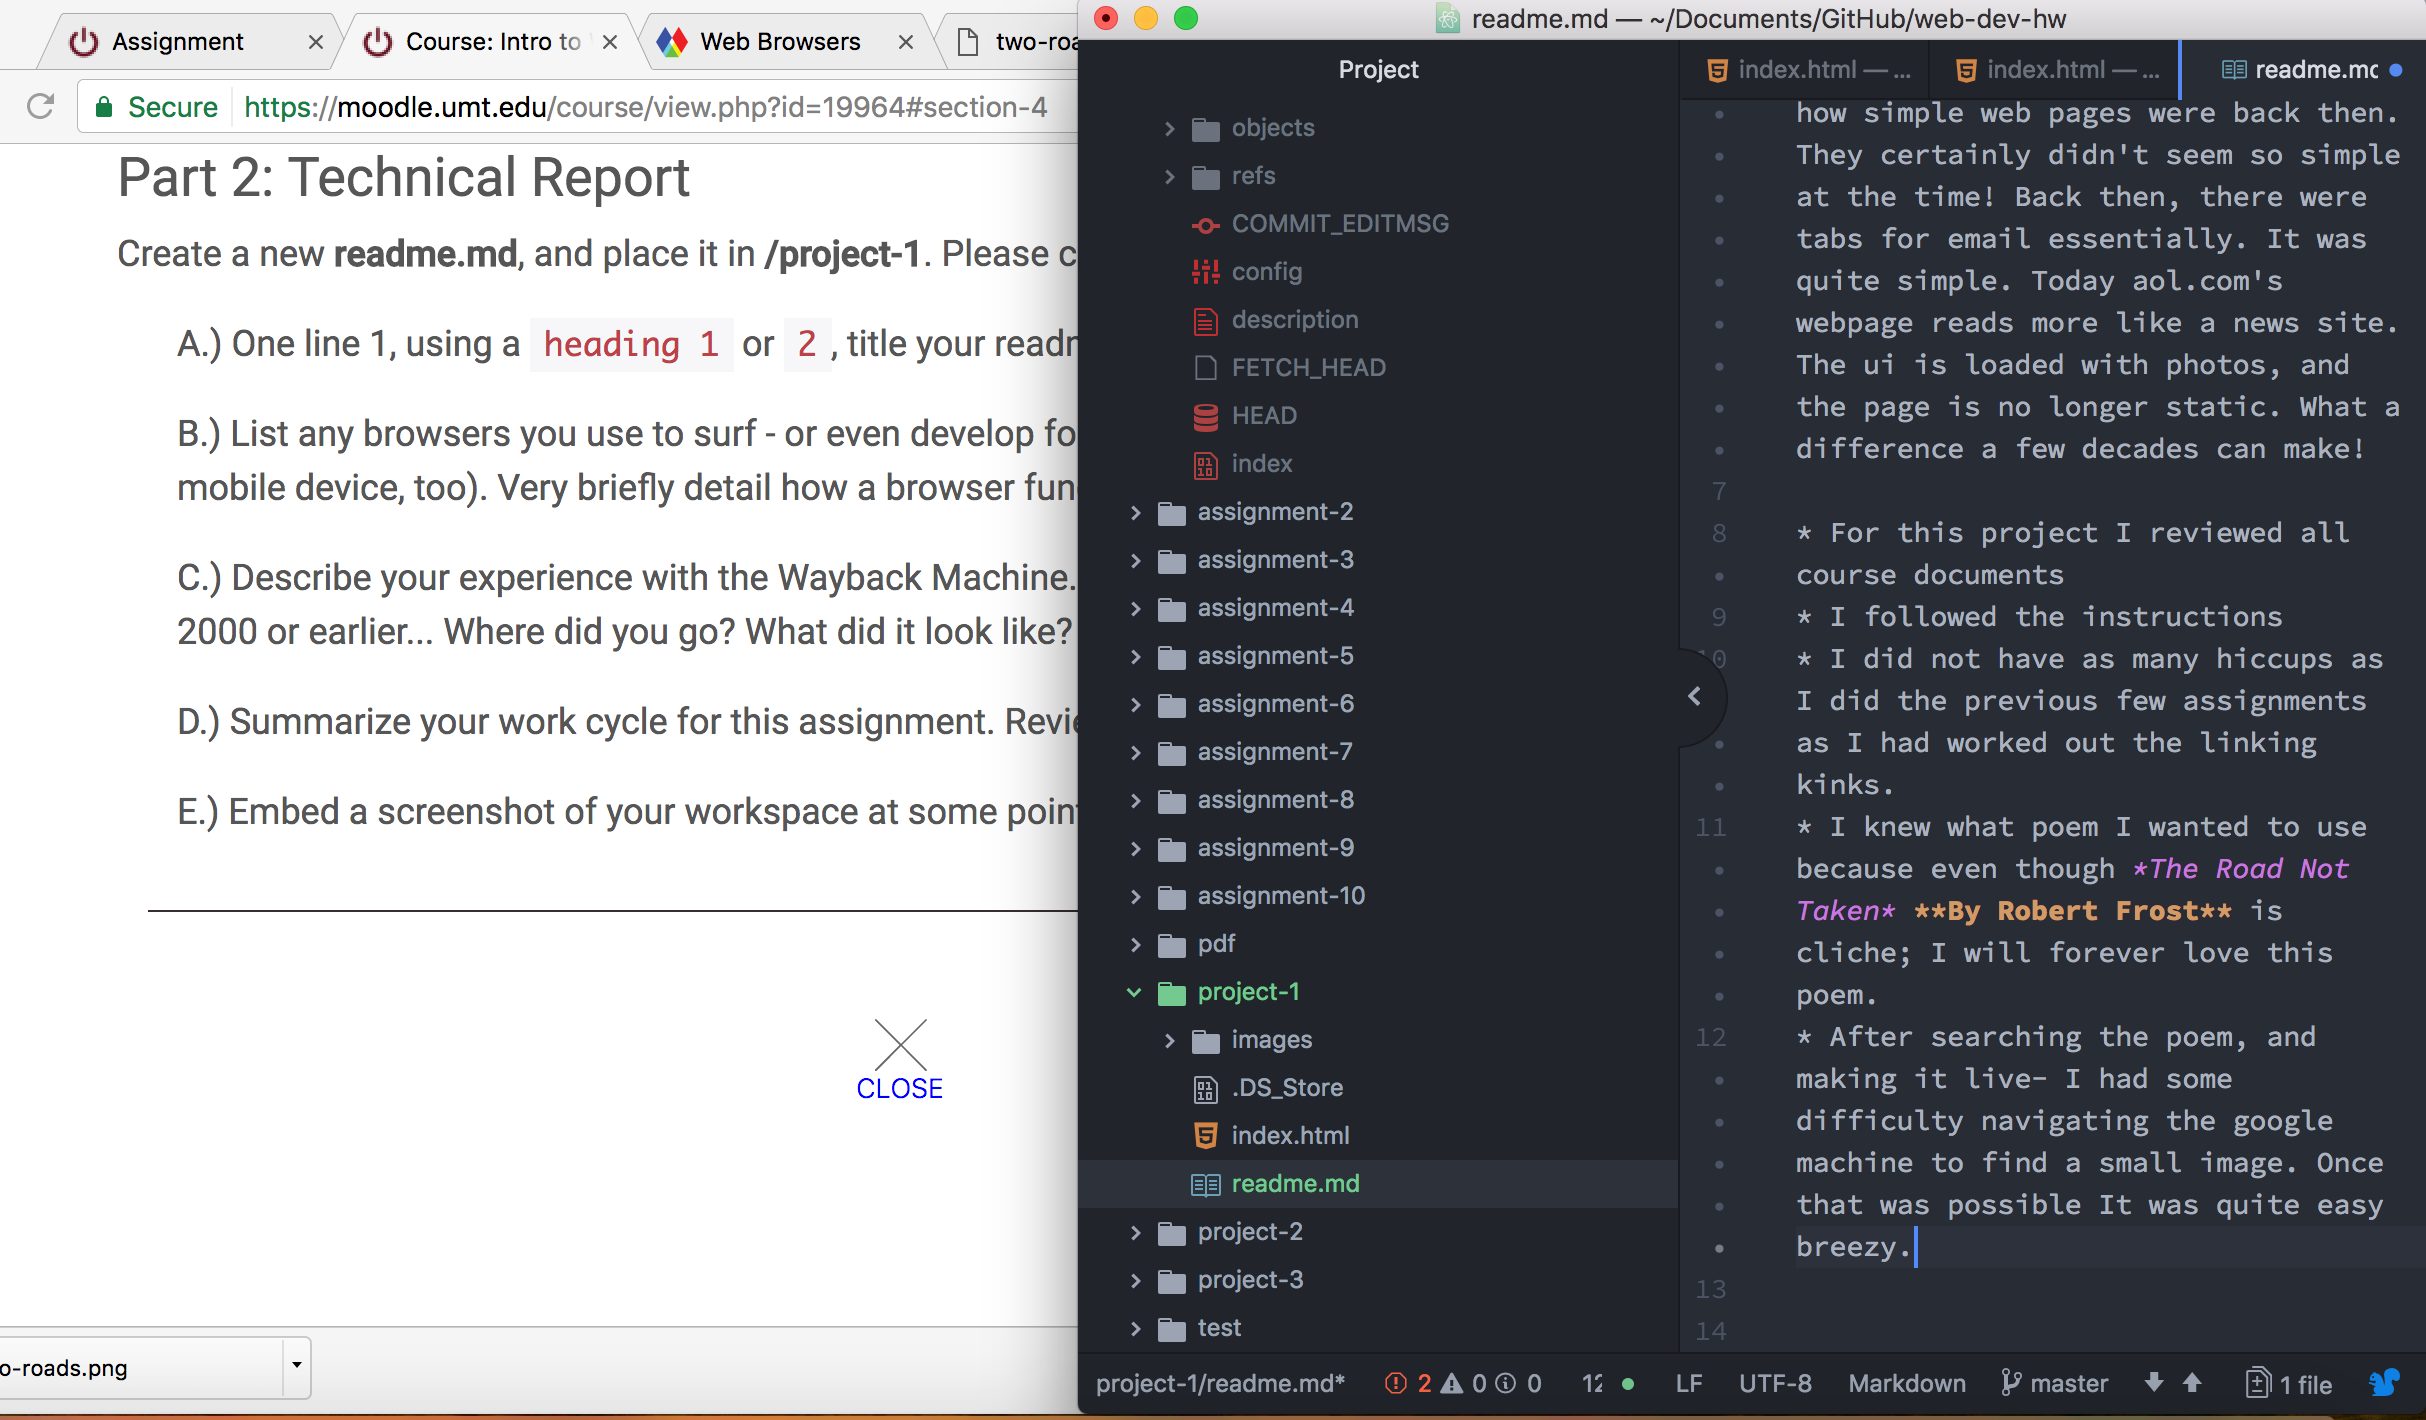 Assignment
Course: Intro to
Web Browsers
two-roa
Secure
https://moodle.umt.edu/course/view.php?id=19964#section-4
Part 2: Technical Report
Create a new readme.md, and place it in /project-1. Please c
A.) One line 1, using a heading 1 or 2, title your readm
B.) List any browsers you use to surf - or even develop fo
mobile device, too). Very briefly detail how a browser fun
C.) Describe your experience with the Wayback Machine.
2000 or earlier... Where did you go? What did it look like?
D.) Summarize your work cycle for this assignment. Revie
E.) Embed a screenshot of your workspace at some poin
CLOSE
o-roads.png
readme.md — ~/Documents/GitHub/web-dev-hw
Project
objects
refs
COMMIT_EDITMSG
config
description
FETCH_HEAD
HEAD
index
assignment-2
assignment-3
assignment-4
assignment-5
assignment-6
assignment-7
assignment-8
assignment-9
assignment-10
pdf
project-1
images
.DS_Store
index.html
readme.md
project-2
project-3
test
index.html — ...
index.html — ...
readme.mc
how simple web pages were back then.
They certainly didn't seem so simple
at the time! Back then, there were
tabs for email essentially. It was
quite simple. Today aol.com's
webpage reads more like a news site.
The ui is loaded with photos, and
the page is no longer static. What a
difference a few decades can make!
7
8 * For this project I reviewed all
course documents
9 * I followed the instructions
10 * I did not have as many hiccups as
I did the previous few assignments
as I had worked out the linking
kinks.
11 * I knew what poem I wanted to use
because even though *The Road Not
Taken* **By Robert Frost** is
cliche; I will forever love this
poem.
12 * After searching the poem, and
making it live- I had some
difficulty navigating the google
machine to find a small image. Once
that was possible It was quite easy
breezy.
13
14
project-1/readme.md* 2 0 0 12 LF UTF-8 Markdown master 1 file